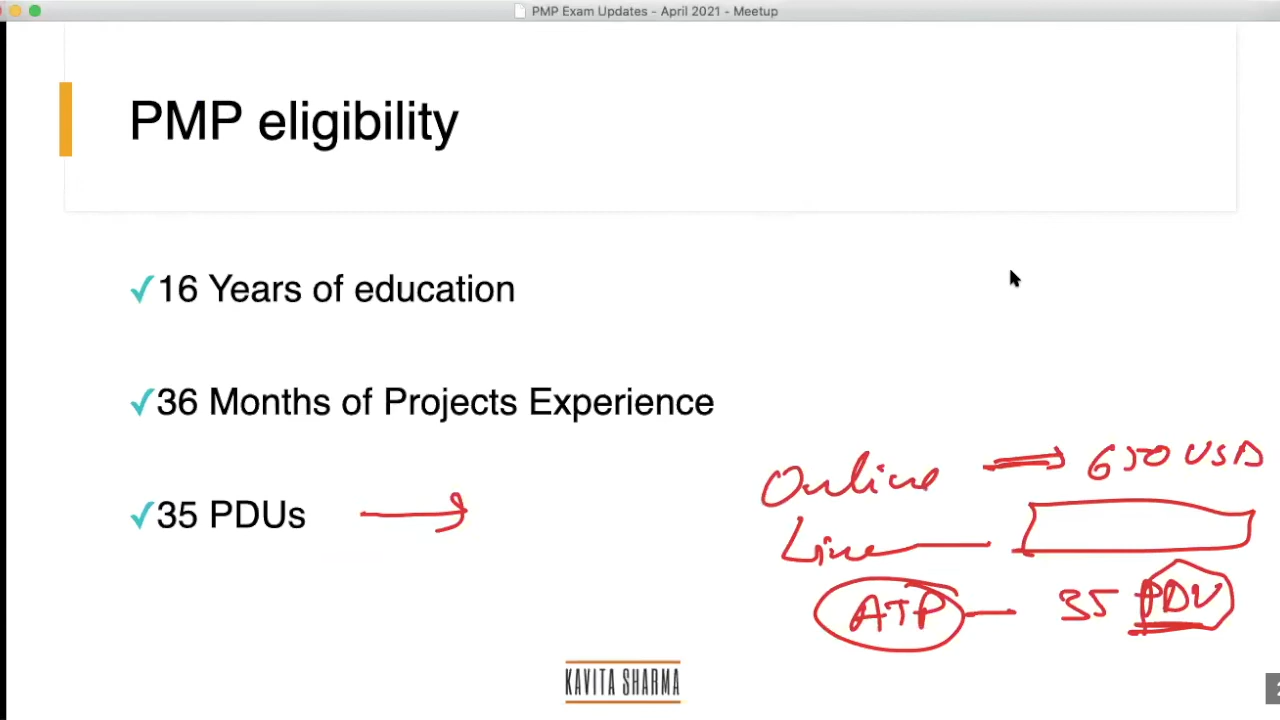 PMP Exam Updates - April 2021 - Meetup
PMP eligibility
✓16 Years of education
✓36 Months of Projects Experience
✓35 PDUs
Online 650 USD
Live
ATP 35 PDU
KAVITA SHARMA